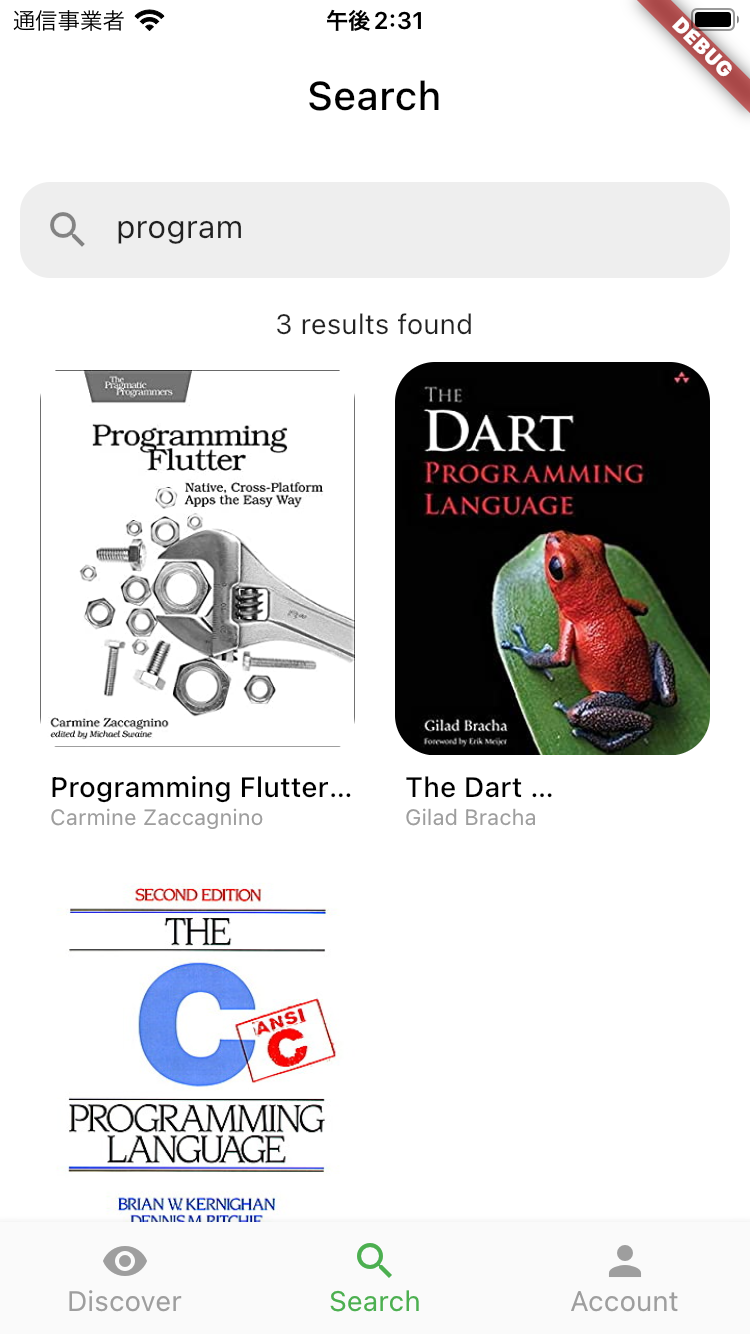 通信事業者
午後2:31
DEBUG
Search
program
3 results found
The
Pragmatic
Programmers
Programming
Flutter
Native, Cross-Platform
Apps the Easy Way
Carmine Zaccagnino
edited by Michael Swaine
Programming Flutter...
Carmine Zaccagnino
THE
DART
PROGRAMMING
LANGUAGE
Gilad Bracha
Foreword by Erik Meijer
The Dart ...
Gilad Bracha
SECOND EDITION
THE
C
ANSI
C
PROGRAMMING
LANGUAGE
BRIAN W. KERNIGHAN
DENNIS M. RITCHIE
Discover
Search
Account